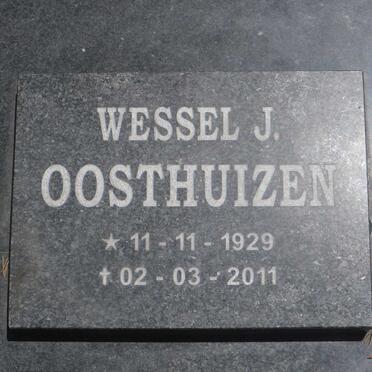 WESSEL J.
OOSTHUIZEN
★ 11 - 11 - 1929
✝ 02 - 03 - 2011